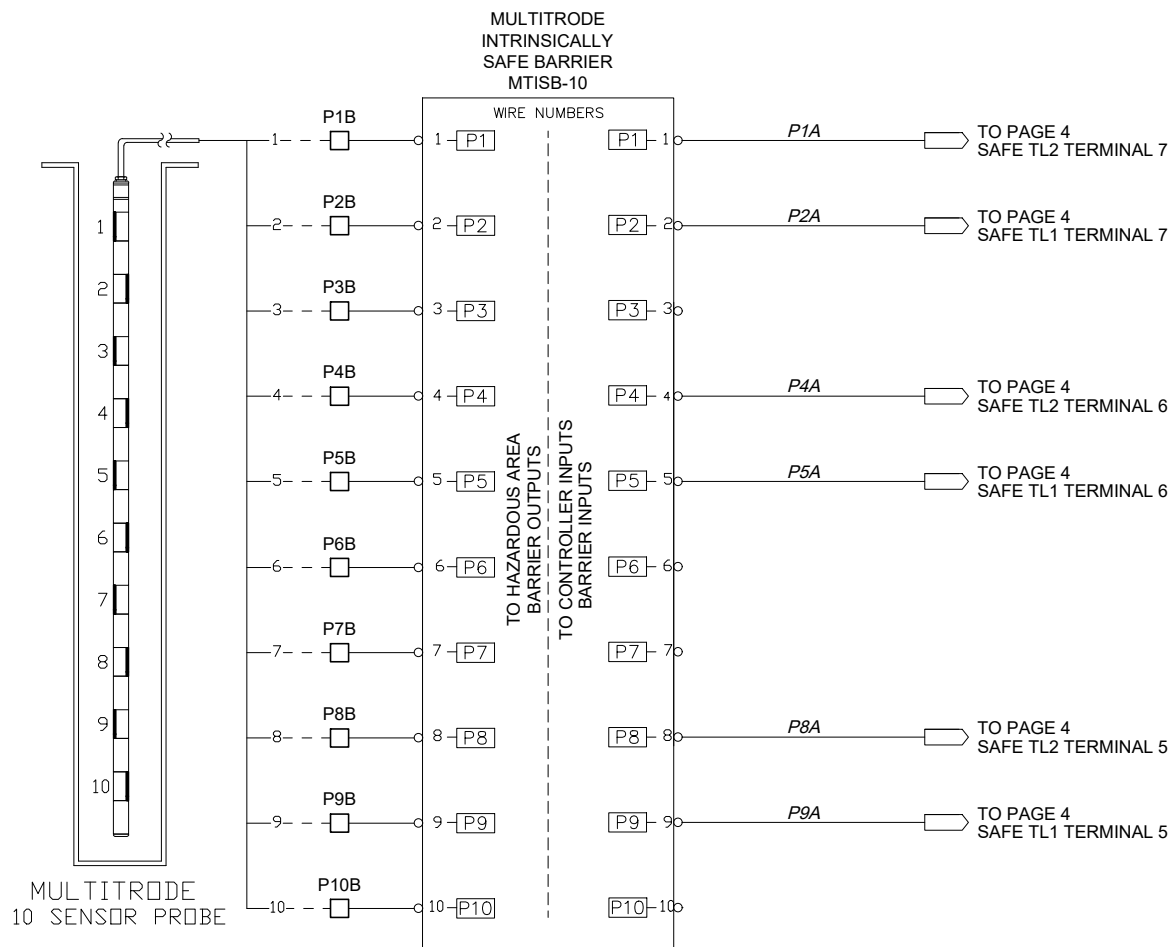 MULTITRODE
INTRINSICALLY
SAFE BARRIER
MTISB-10
WIRE NUMBERS
1 P1B 1 P1 P1 1 P1A TO PAGE 4
SAFE TL2 TERMINAL 7
2 P2B 2 P2 P2 2 P2A TO PAGE 4
SAFE TL1 TERMINAL 7
3 P3B 3 P3 P3 3
4 P4B 4 P4 P4 4 P4A TO PAGE 4
SAFE TL2 TERMINAL 6
5 P5B 5 P5 P5 5 P5A TO PAGE 4
SAFE TL1 TERMINAL 6
6 P6B 6 P6 P6 6
7 P7B 7 P7 P7 7
8 P8B 8 P8 P8 8 P8A TO PAGE 4
SAFE TL2 TERMINAL 5
9 P9B 9 P9 P9 9 P9A TO PAGE 4
SAFE TL1 TERMINAL 5
10 P10B 10 P10 P10 10
TO HAZARDOUS AREA
BARRIER OUTPUTS
TO CONTROLLER INPUTS
BARRIER INPUTS
1
2
3
4
5
6
7
8
9
10
MULTITRODE
10 SENSOR PROBE